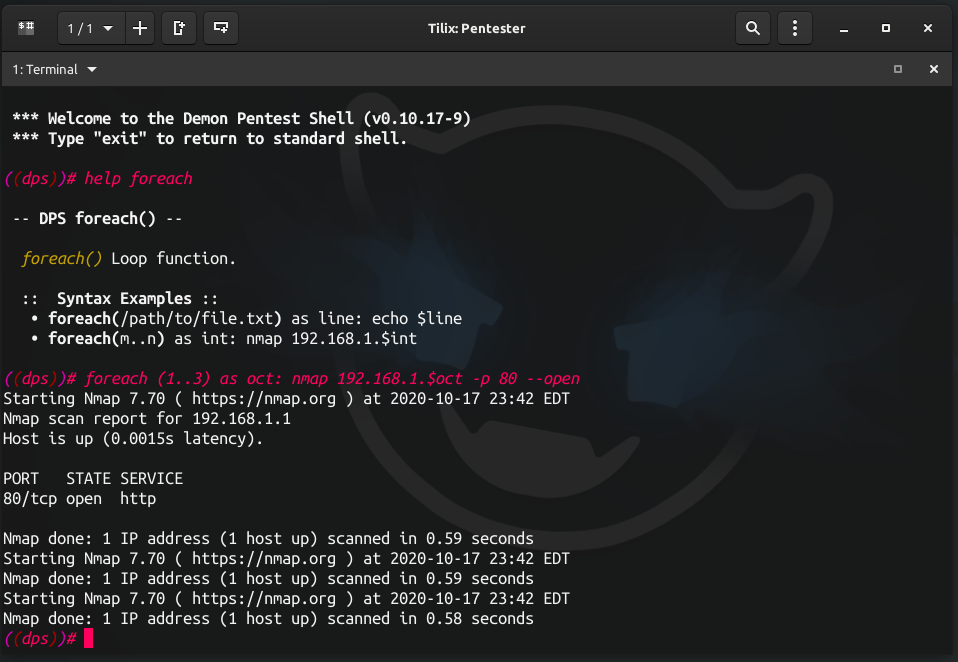 1 / 1
Tilix: Pentester
1: Terminal
*** Welcome to the Demon Pentest Shell (v0.10.17-9)
*** Type "exit" to return to standard shell.
((dps))# help foreach
-- DPS foreach() --
foreach() Loop function.
::  Syntax Examples ::
• foreach(/path/to/file.txt) as line: echo $line
• foreach(m..n) as int: nmap 192.168.1.$int
((dps))# foreach (1..3) as oct: nmap 192.168.1.$oct -p 80 --open
Starting Nmap 7.70 ( https://nmap.org ) at 2020-10-17 23:42 EDT
Nmap scan report for 192.168.1.1
Host is up (0.0015s latency).
PORT   STATE SERVICE
80/tcp open  http
Nmap done: 1 IP address (1 host up) scanned in 0.59 seconds
Starting Nmap 7.70 ( https://nmap.org ) at 2020-10-17 23:42 EDT
Nmap done: 1 IP address (1 host up) scanned in 0.59 seconds
Starting Nmap 7.70 ( https://nmap.org ) at 2020-10-17 23:42 EDT
Nmap done: 1 IP address (1 host up) scanned in 0.58 seconds
((dps))#